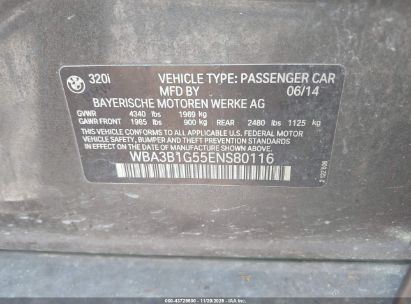 320i VEHICLE TYPE: PASSENGER CAR
MFD BY 06/14
BAYERISCHE MOTOREN WERKE AG
GVWR 4340 lbs 1969 kg
GAWR FRONT 1985 lbs 900 kg REAR 2480 lbs 1125 kg
THIS VEHICLE CONFORMS TO ALL APPLICABLE
U.S. FEDERAL MOTOR VEHICLE SAFETY, BUMPER,
AND THEFT PREVENTION STANDARDS IN EFFECT
ON THE DATE OF MANUFACTURE SHOWN ABOVE.
WBA3B1G55ENS80116